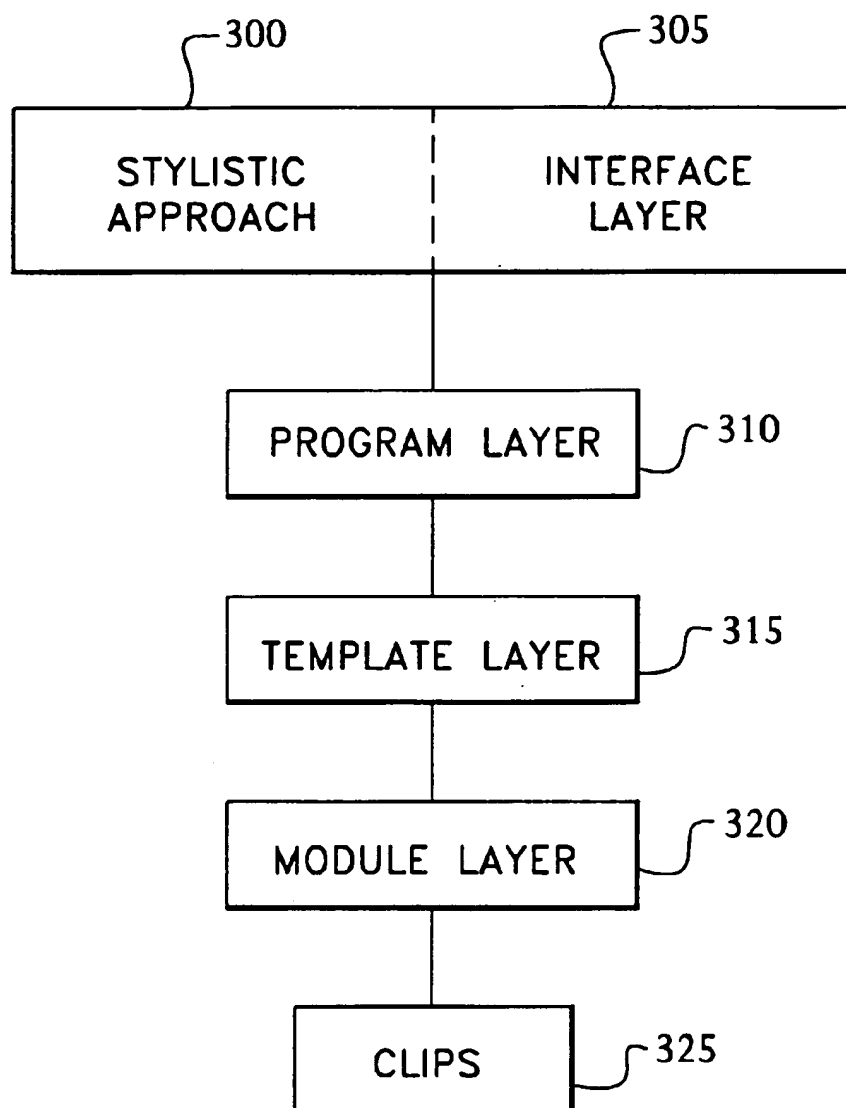 300
305
STYLISTIC
APPROACH
INTERFACE
LAYER
PROGRAM LAYER
310
TEMPLATE LAYER
315
MODULE LAYER
320
CLIPS
325